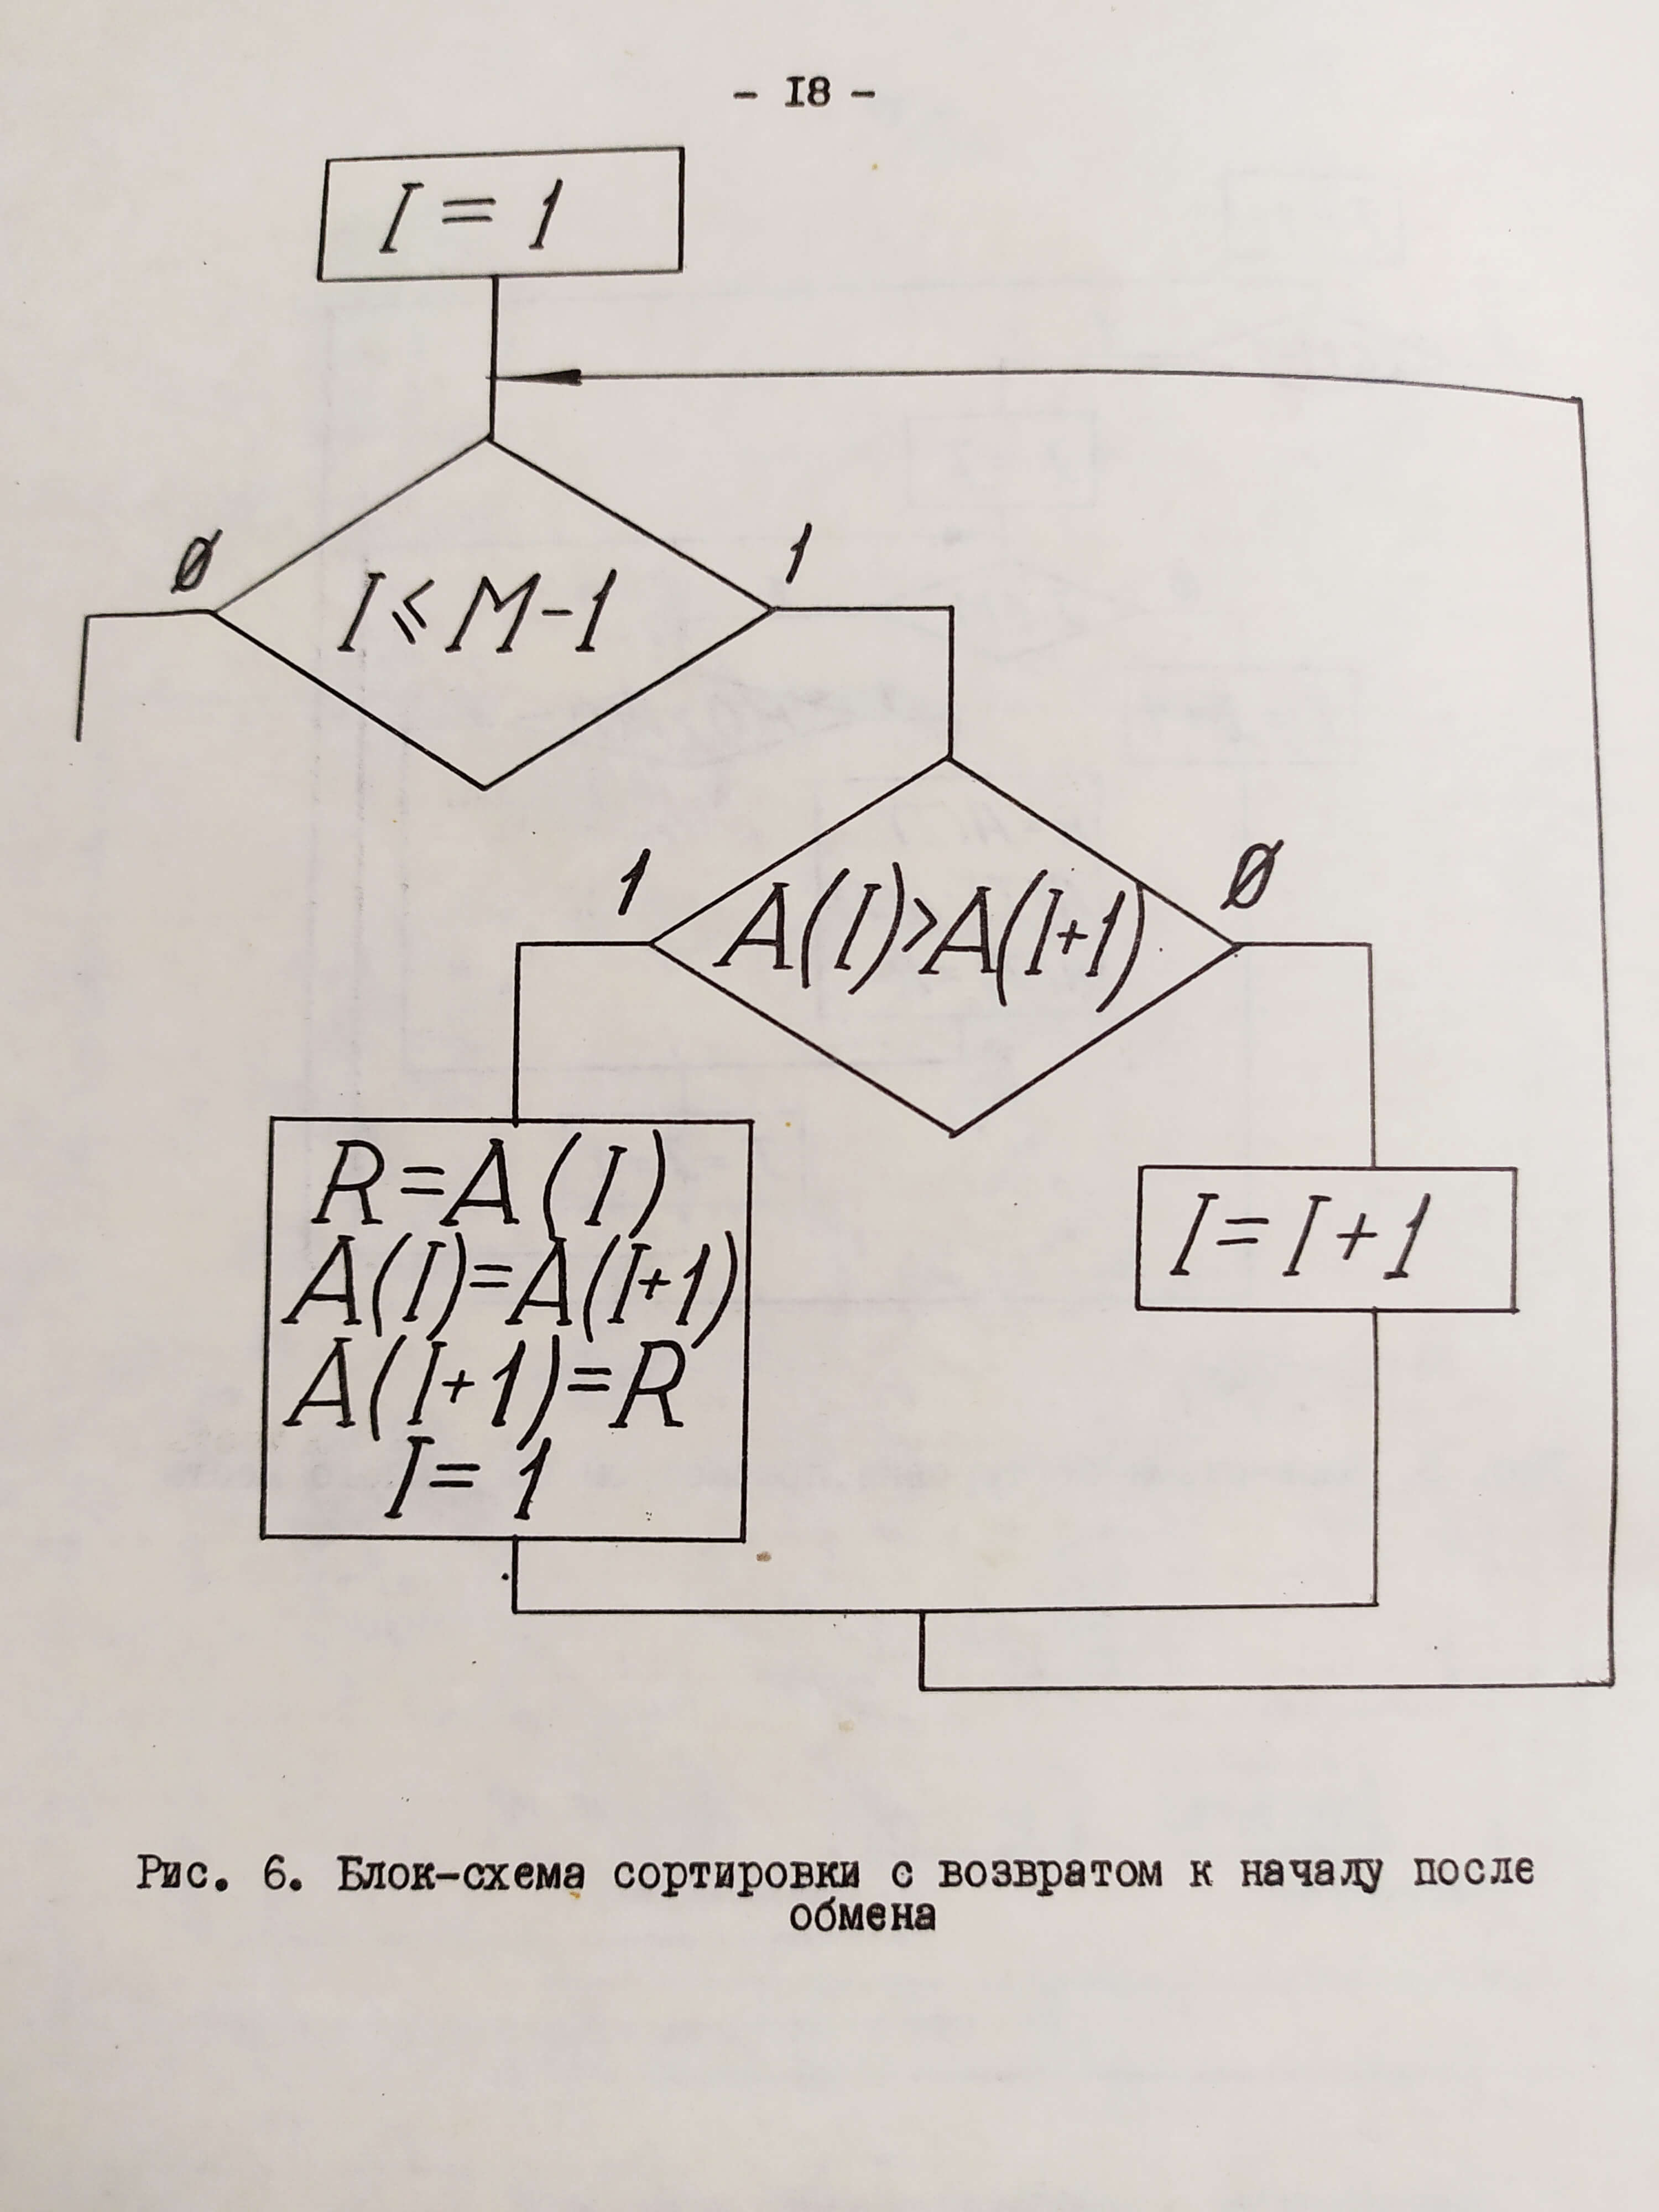 - I8 -
I = 1
Ø
I ⩽ M-1
1
1
A(I)>A(I+1)
Ø
R=A(I)
A(I)=A(I+1)
A(I+1)=R
I= 1
I= I+1
Рис. 6. Блок-схема сортировки с возвратом к началу после
обмена